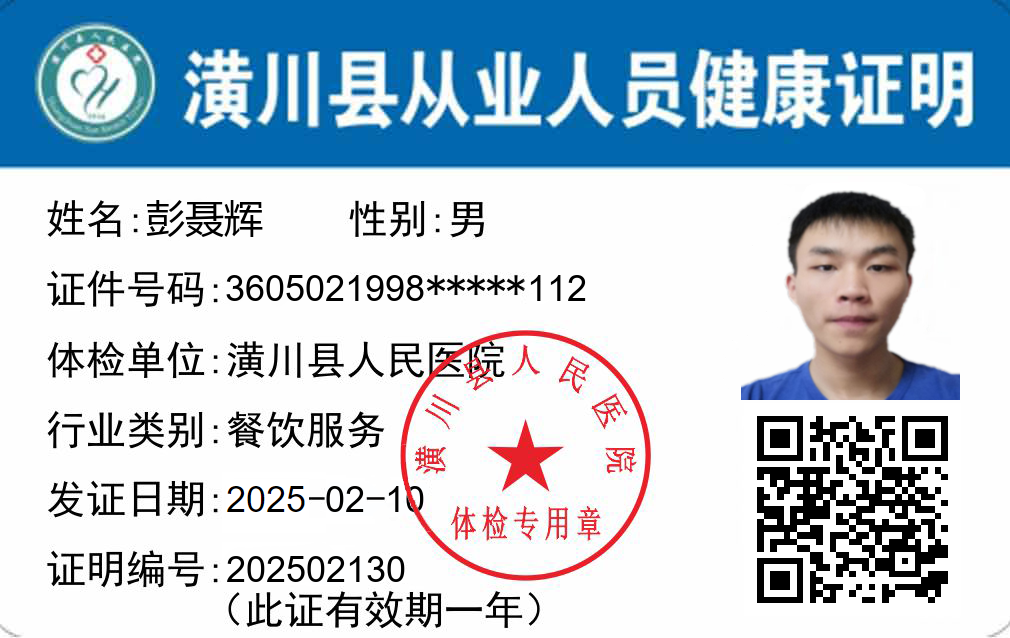 潢川县从业人员健康证明
姓名:彭聂辉 性别:男
证件号码:3605021998*****112
体检单位:潢川县人民医院
行业类别:餐饮服务
发证日期:2025-02-10
证明编号:202502130
(此证有效期一年)
潢川县人民医院
体检专用章